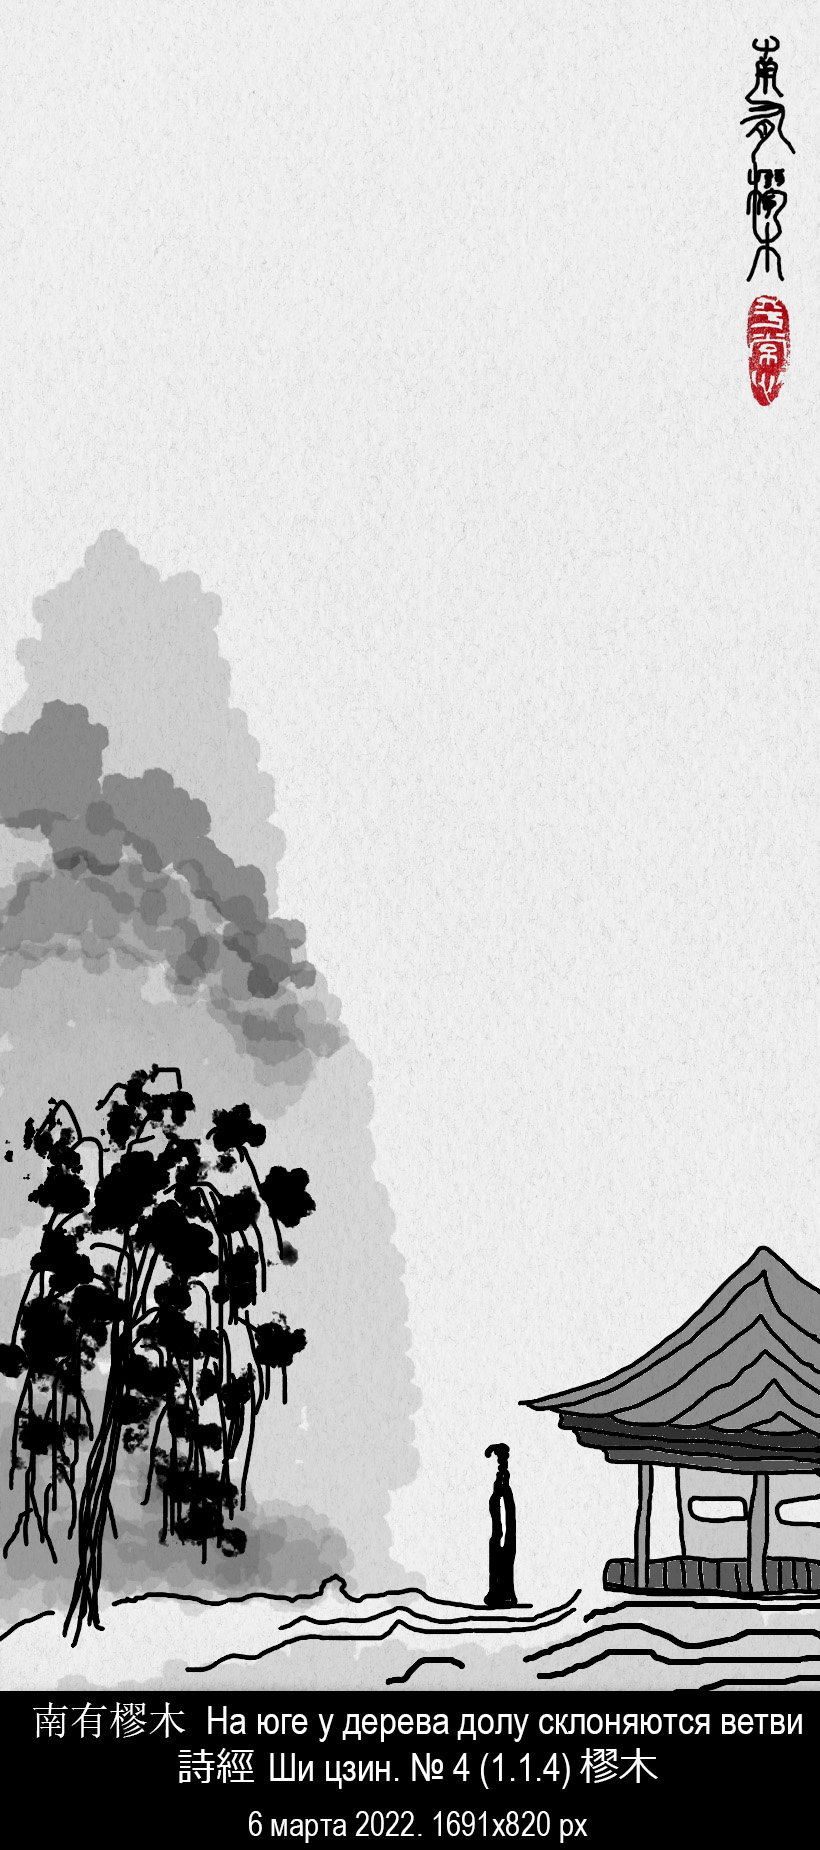 南有樛木
南有樛木 На юге у дерева долу склоняются ветви
詩經 Ши цзин. № 4 (1.1.4) 樛木
6 марта 2022. 1691x820 px